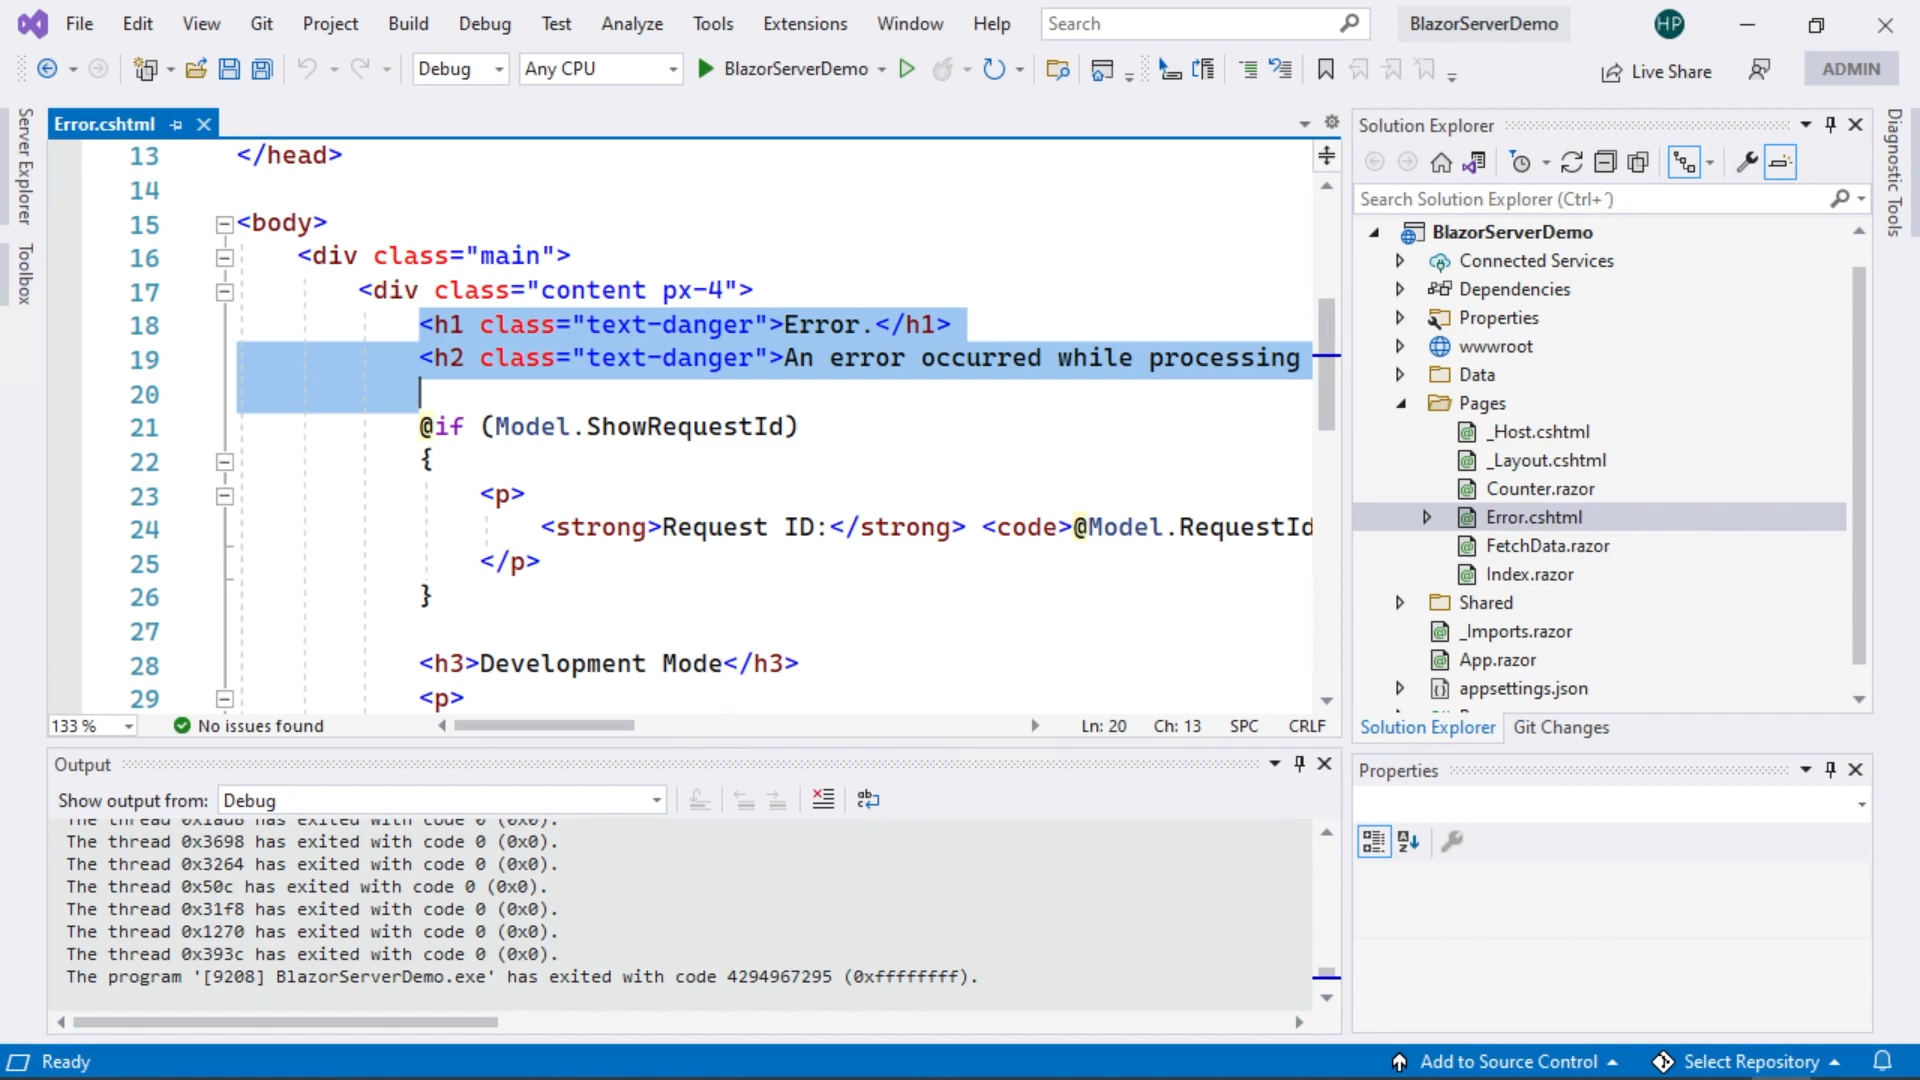 File Edit View Git Project Build Debug Test Analyze Tools Extensions Window Help Search BlazorServerDemo HP
Debug Any CPU BlazorServerDemo Live Share ADMIN
Server Explorer
Toolbox
Error.cshtml
13 </head>
14
15 <body>
16 <div class="main">
17 <div class="content px-4">
18 <h1 class="text-danger">Error.</h1>
19 <h2 class="text-danger">An error occurred while processing
20
21 @if (Model.ShowRequestId)
22 {
23 <p>
24 <strong>Request ID:</strong> <code>@Model.RequestId
25 </p>
26 }
27
28 <h3>Development Mode</h3>
29 <p>
133 % No issues found Ln: 20 Ch: 13 SPC CRLF
Output
Show output from: Debug
The thread 0x1ad8 has exited with code 0 (0x0).
The thread 0x3698 has exited with code 0 (0x0).
The thread 0x3264 has exited with code 0 (0x0).
The thread 0x50c has exited with code 0 (0x0).
The thread 0x31f8 has exited with code 0 (0x0).
The thread 0x1270 has exited with code 0 (0x0).
The thread 0x393c has exited with code 0 (0x0).
The program '[9208] BlazorServerDemo.exe' has exited with code 4294967295 (0xffffffff).
Solution Explorer
Search Solution Explorer (Ctrl+´)
BlazorServerDemo
Connected Services
Dependencies
Properties
wwwroot
Data
Pages
_Host.cshtml
_Layout.cshtml
Counter.razor
Error.cshtml
FetchData.razor
Index.razor
Shared
_Imports.razor
App.razor
appsettings.json
Solution Explorer Git Changes
Properties
Diagnostic Tools
Ready Add to Source Control Select Repository